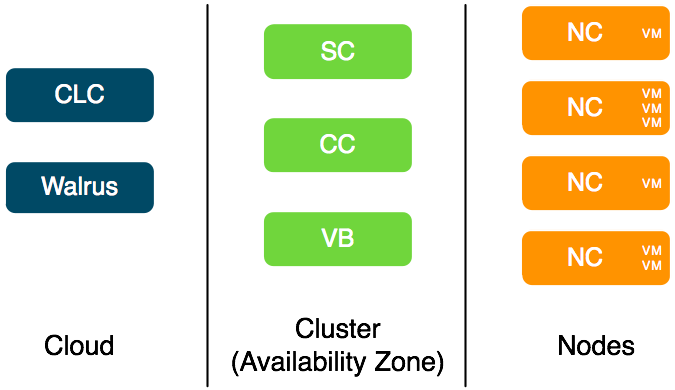 CLC
Walrus
Cloud
SC
CC
VB
Cluster
(Availability Zone)
NC VM
NC VM
VM
VM
NC VM
NC VM
VM
Nodes